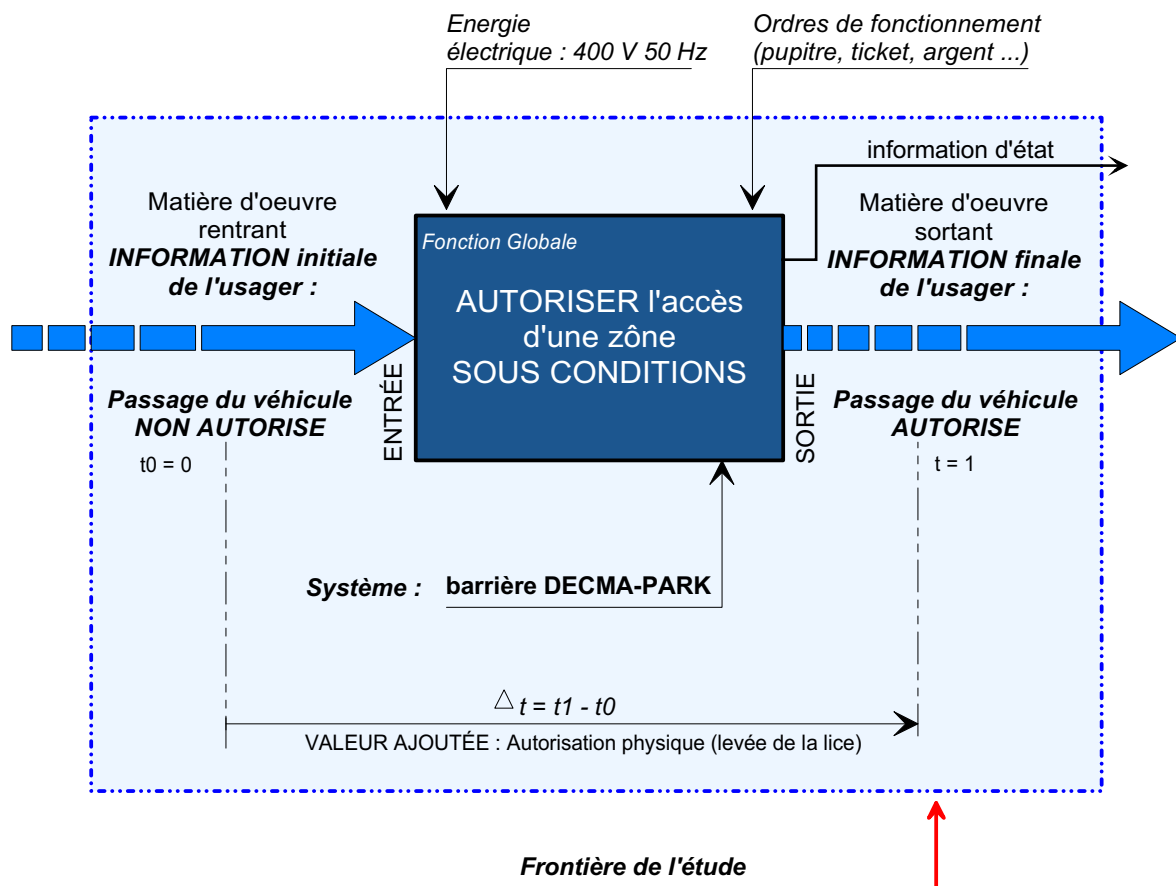 Energie
électrique : 400 V 50 Hz
Ordres de fonctionnement
(pupitre, ticket, argent ...)
information d'état
Matière d'oeuvre
rentrant
INFORMATION initiale
de l'usager :
Fonction Globale
AUTORISER l'accès
d'une zône
SOUS CONDITIONS
Matière d'oeuvre
sortant
INFORMATION finale
de l'usager :
ENTRÉE
SORTIE
Passage du véhicule
NON AUTORISE
t0 = 0
Passage du véhicule
AUTORISE
t = 1
Système : barrière DECMA-PARK
△ t = t1 - t0
VALEUR AJOUTÉE : Autorisation physique (levée de la lice)
Frontière de l'étude